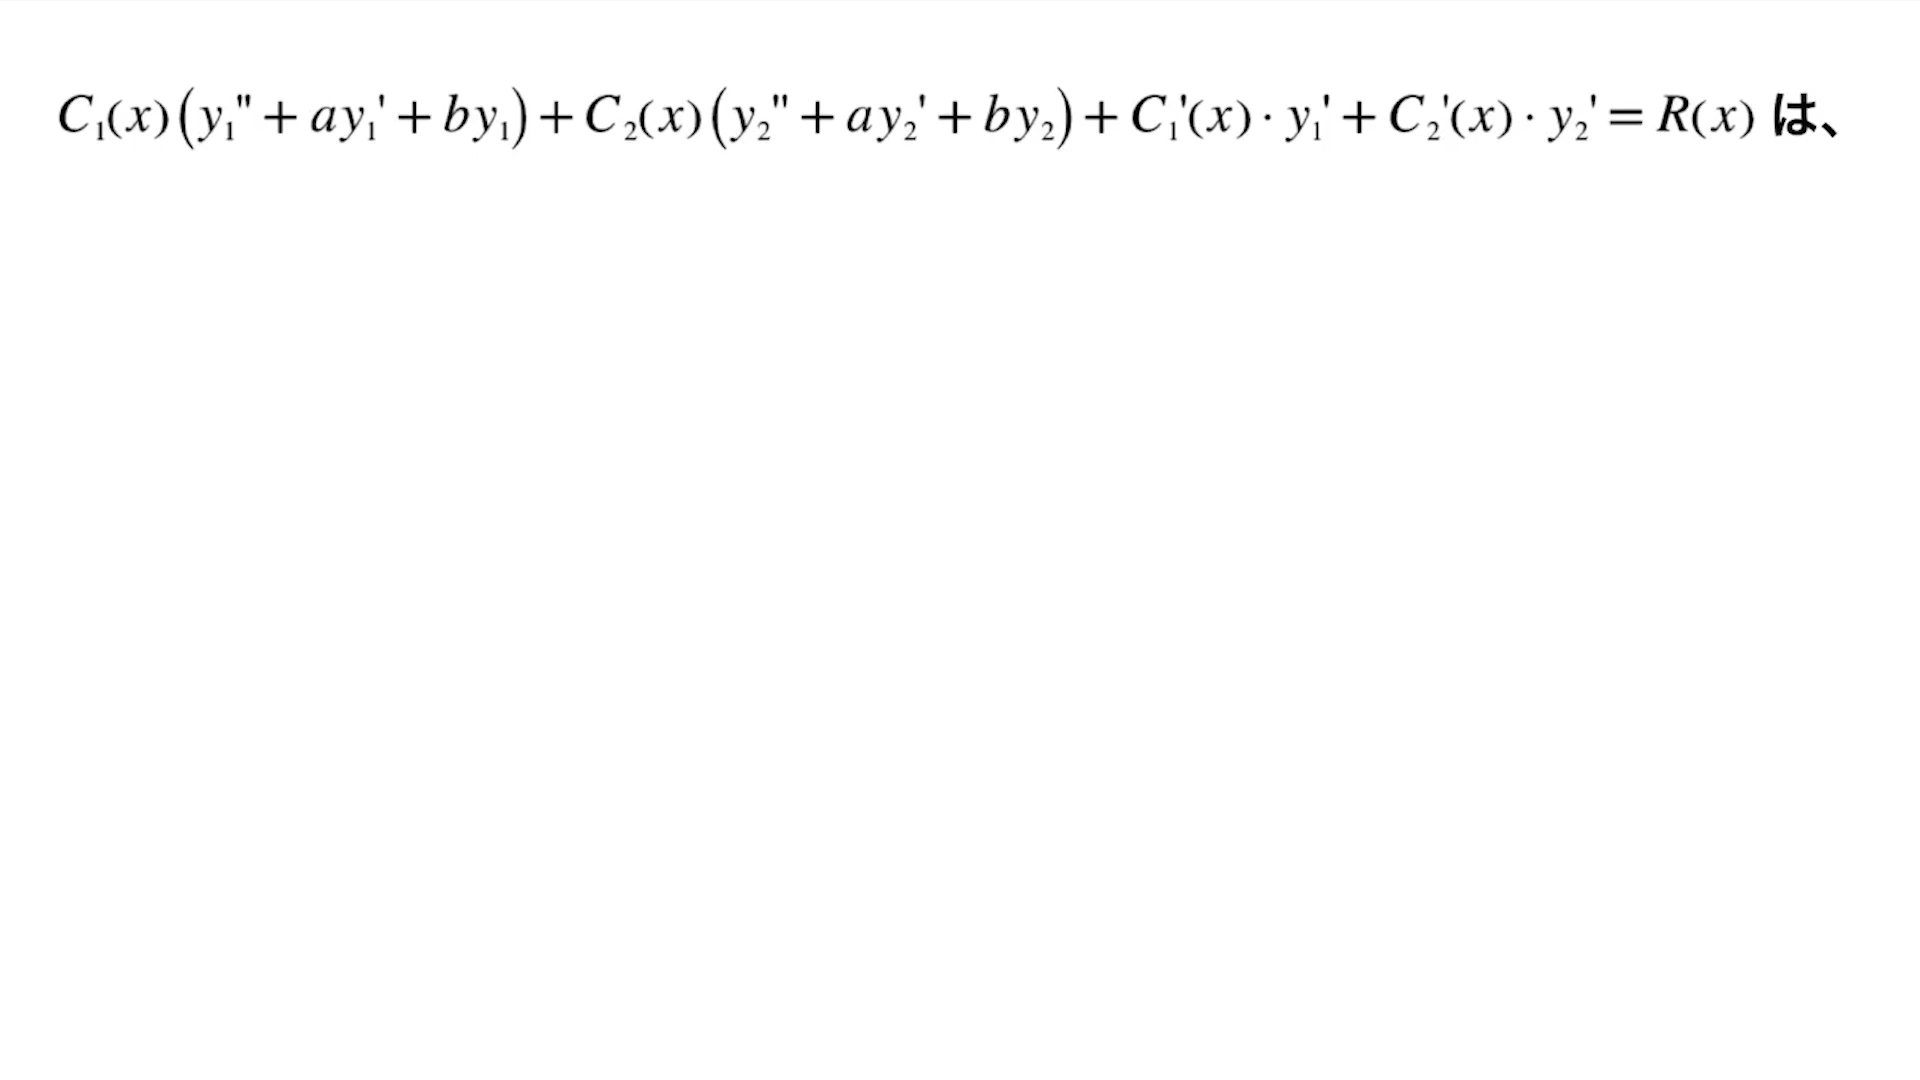 C₁(x)(y₁" + ay₁' + by₁) + C₂(x)(y₂" + ay₂' + by₂) + C₁'(x) · y₁' + C₂'(x) · y₂' = R(x) は、